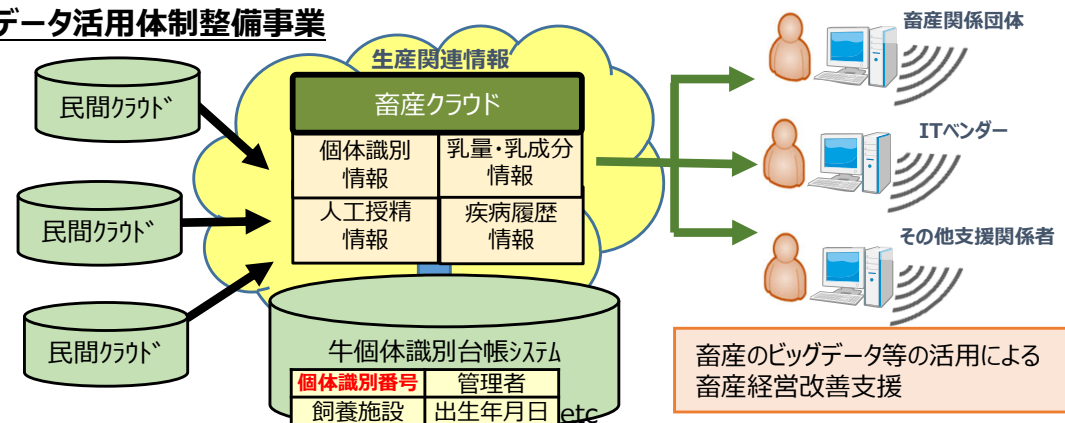 データ活用体制整備事業
生産関連情報
畜産クラウド
個体識別
情報
乳量・乳成分
情報
人工授精
情報
疾病履歴
情報
民間ｸﾗｳﾄﾞ
民間ｸﾗｳﾄﾞ
民間ｸﾗｳﾄﾞ
牛個体識別台帳ｼｽﾃﾑ
個体識別番号
管理者
飼養施設
出生年月日
etc
畜産関係団体
ITベンダー
その他支援関係者
畜産のビッグデータ等の活用による
畜産経営改善支援